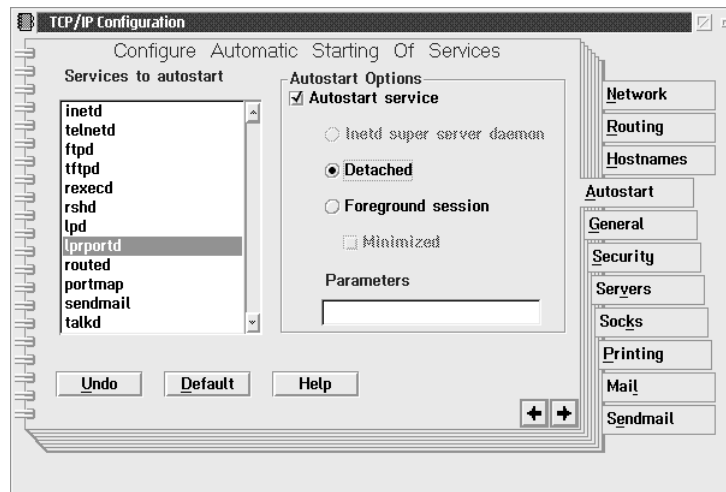 TCP/IP Configuration
Configure Automatic Starting Of Services
Services to autostart
inetd
telnetd
ftpd
tftpd
rexecd
rshd
lpd
lprportd
routed
portmap
sendmail
talkd
Autostart Options
Autostart service
Inetd super server daemon
Detached
Foreground session
Minimized
Parameters
Undo
Default
Help
Network
Routing
Hostnames
Autostart
General
Security
Servers
Socks
Printing
Mail
Sendmail